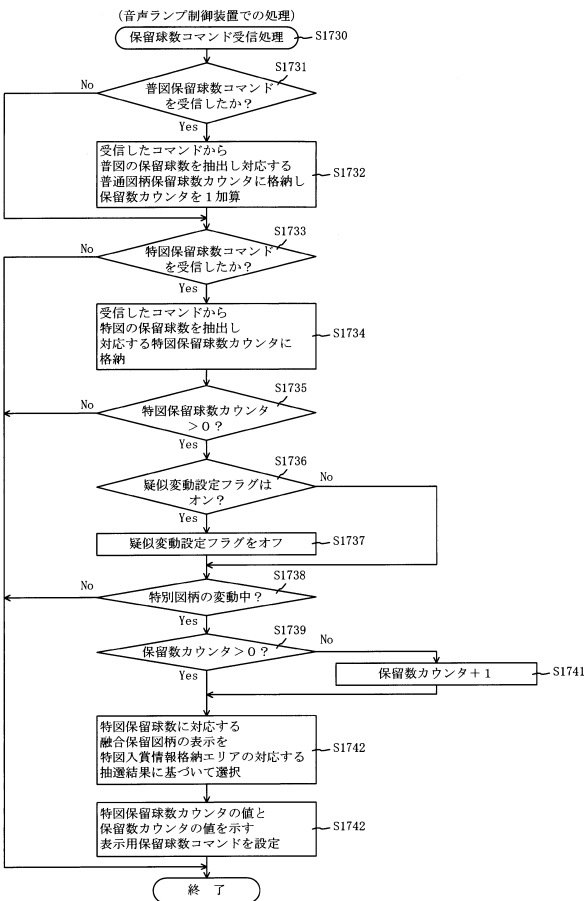 (音声ランプ制御装置での処理)
保留球数コマンド受信処理
S1730
S1731
No
普図保留球数コマンド
を受信したか?
Yes
受信したコマンドから
普図の保留球数を抽出し対応する
普通図柄保留球数カウンタに格納し
保留数カウンタを1加算
S1732
S1733
No
特図保留球数コマンド
を受信したか?
Yes
受信したコマンドから
特図の保留球数を抽出し
対応する特図保留球数カウンタに
格納
S1734
S1735
No
特図保留球数カウンタ
>0?
Yes
S1736
No
疑似変動設定フラグは
オン?
Yes
疑似変動設定フラグをオフ
S1737
S1738
No
特別図柄の変動中?
Yes
S1739
No
保留数カウンタ>0?
Yes
保留数カウンタ+1
S1741
特図保留球数に対応する
融合保留図柄の表示を
特図入賞情報格納エリアの対応する
抽選結果に基づいて選択
S1742
特図保留球数カウンタの値と
保留数カウンタの値を示す
表示用保留球数コマンドを設定
S1742
終 了